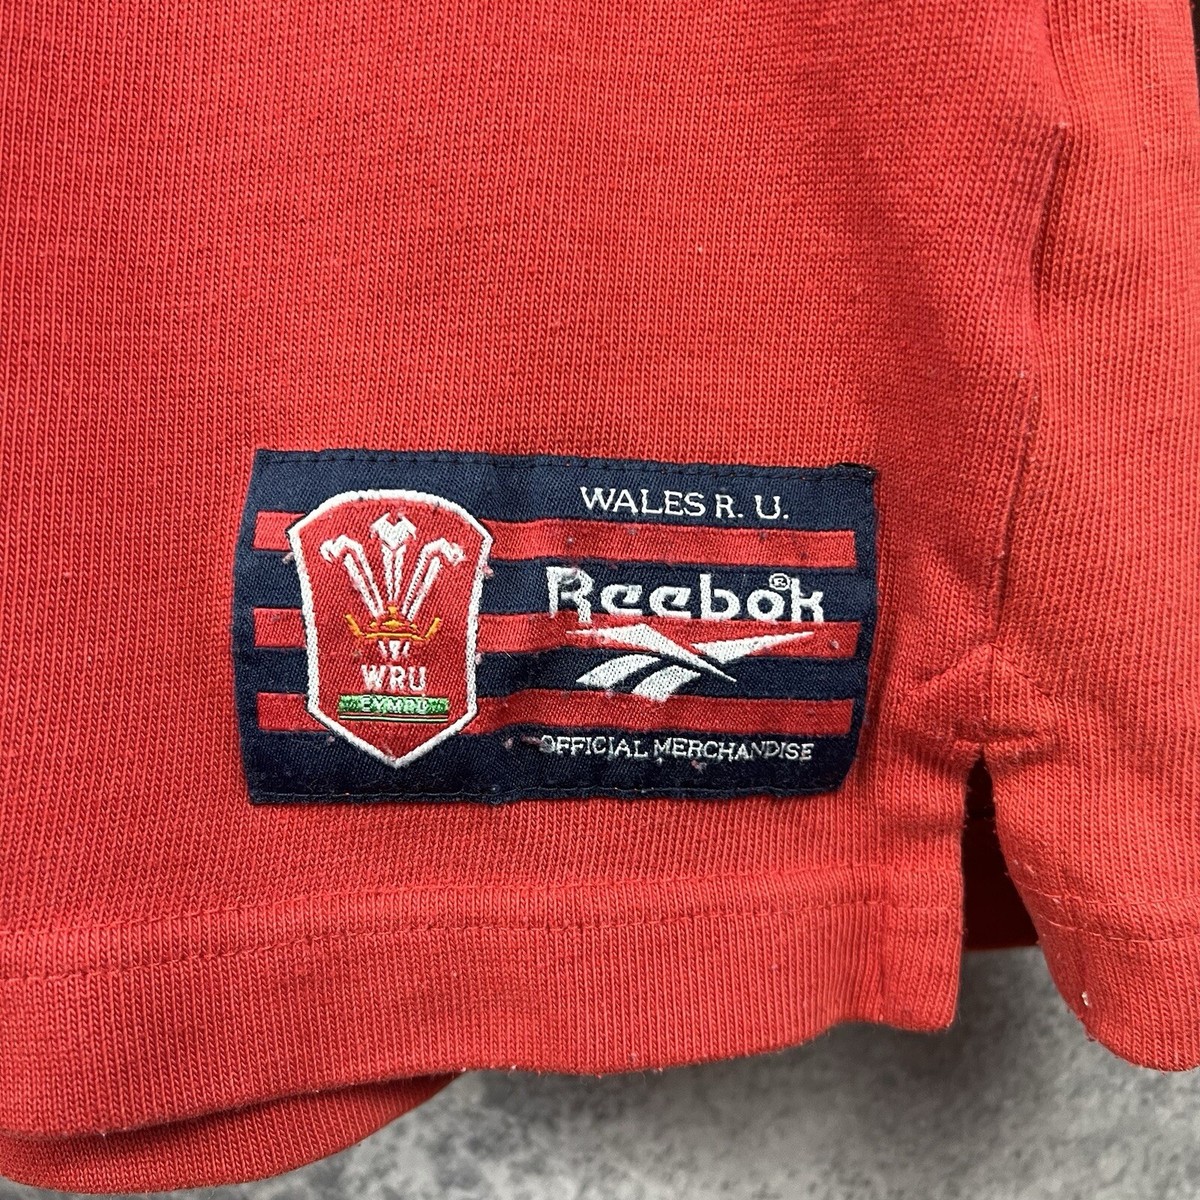 WALES R. U.
Reebok®
WRU
CYMRU
OFFICIAL MERCHANDISE